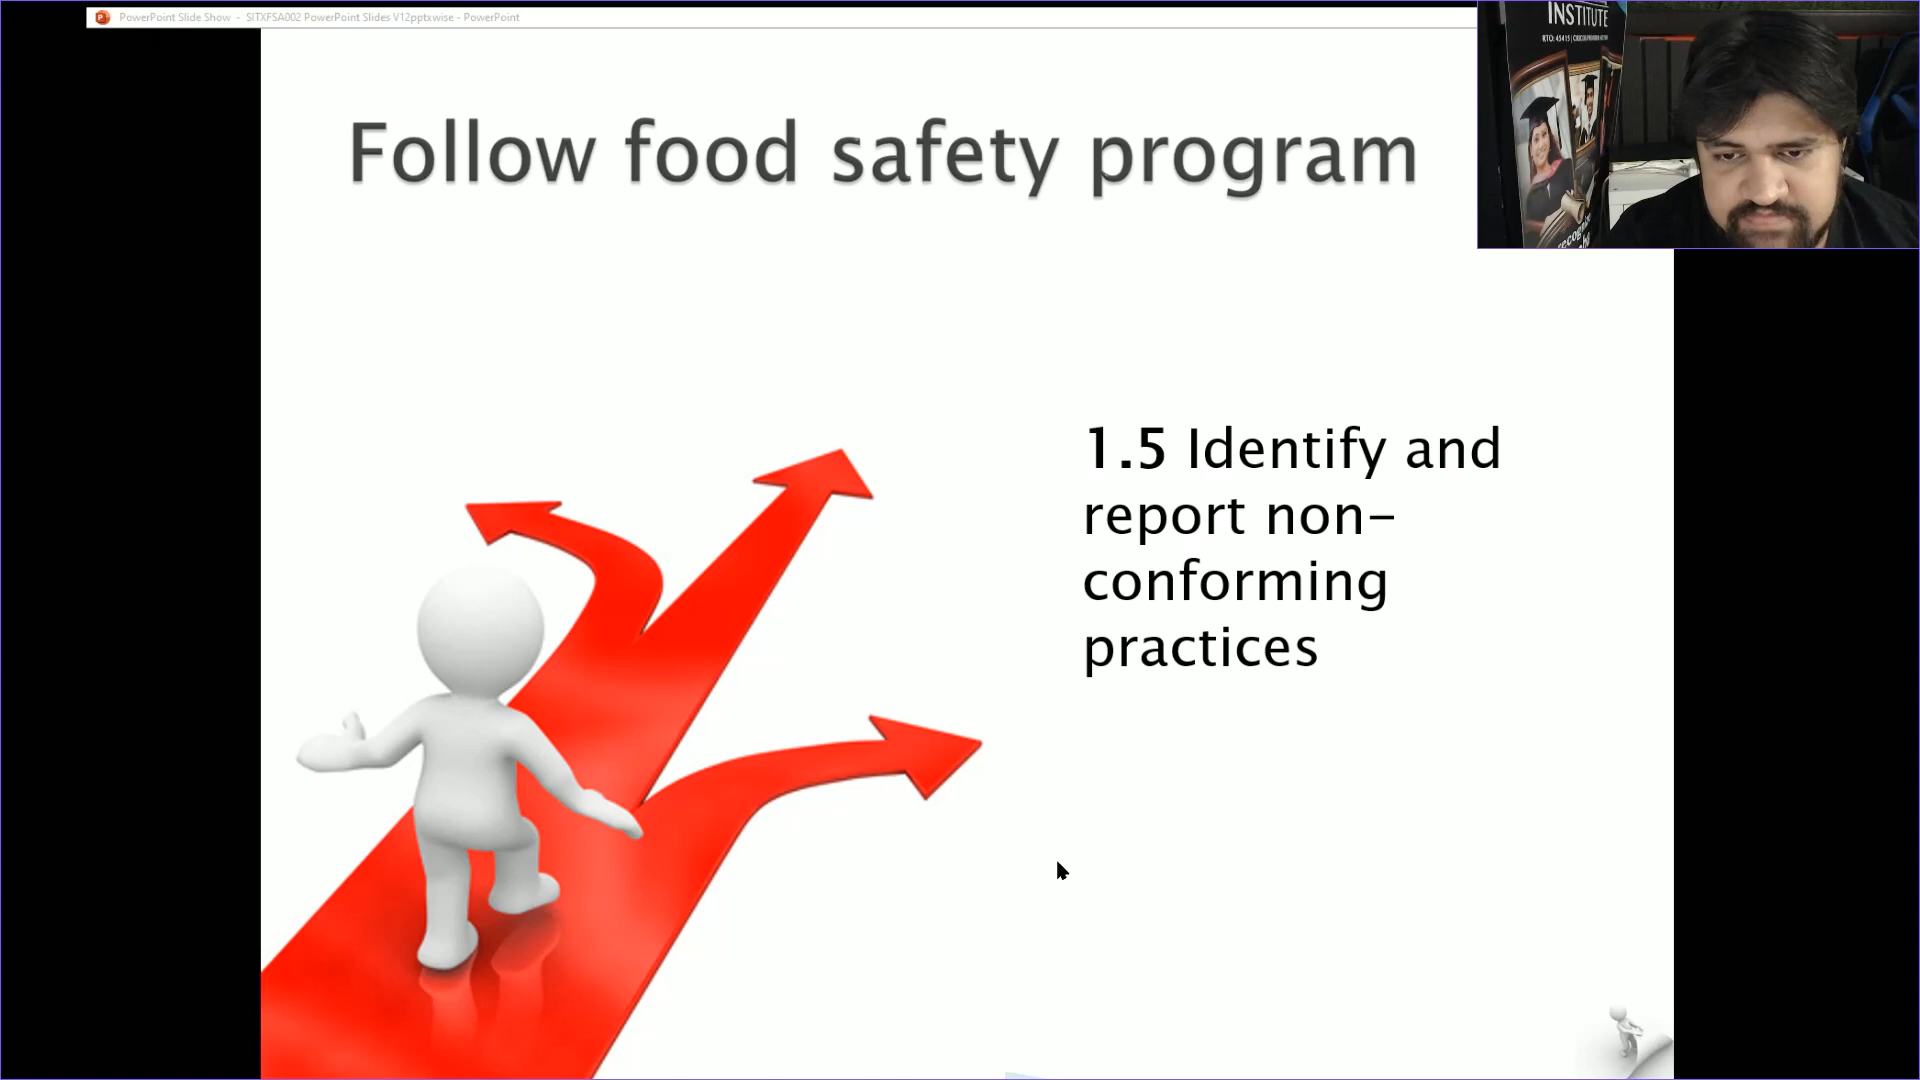 PowerPoint Slide Show - SITXFSA002 PowerPoint Slides V12pptxwise - PowerPoint
INSTITUTE
Follow food safety program
1.5 Identify and
report non-
conforming
practices